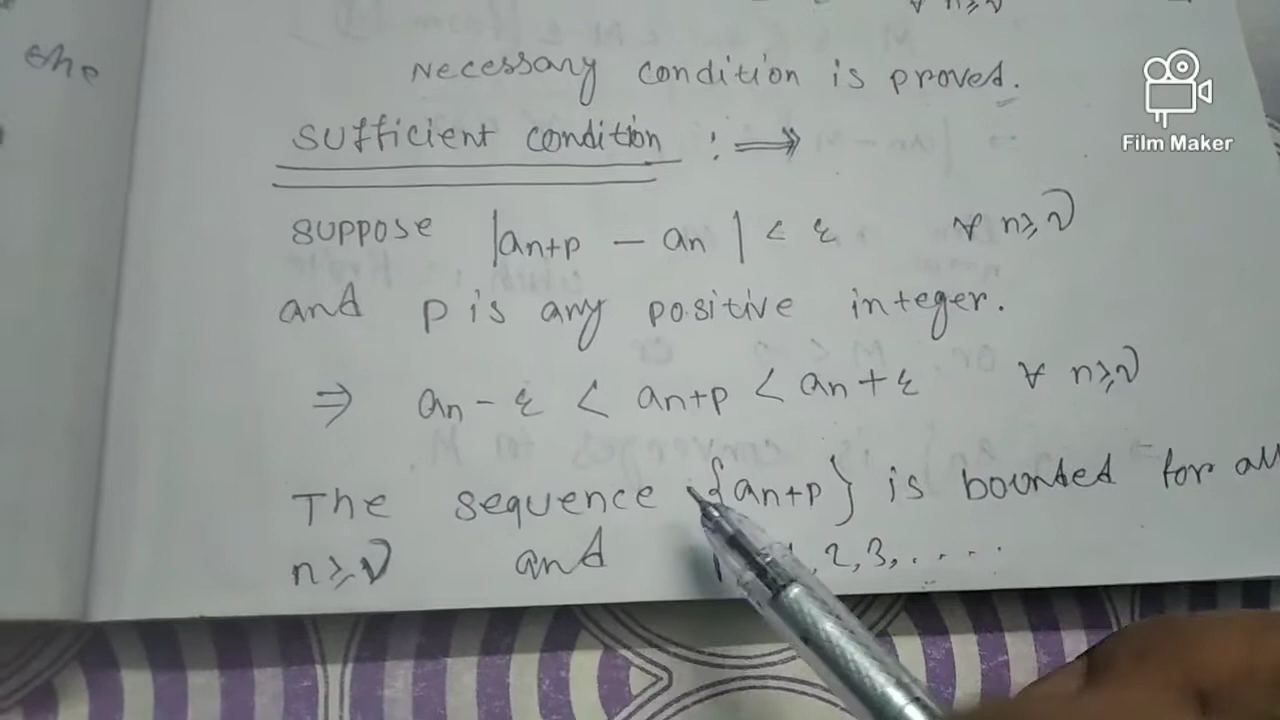 ∀ n≥ν
the
Necessary condition is proved.
Film Maker
sufficient condition : ⟹
suppose |an+p − an| < ε ∀ n≥ν
and p is any positive integer.
⇒ an − ε < an+p < an + ε ∀ n≥ν
The sequence {an+p} is bounded for all
n≥ν and , 2, 3, . . . .